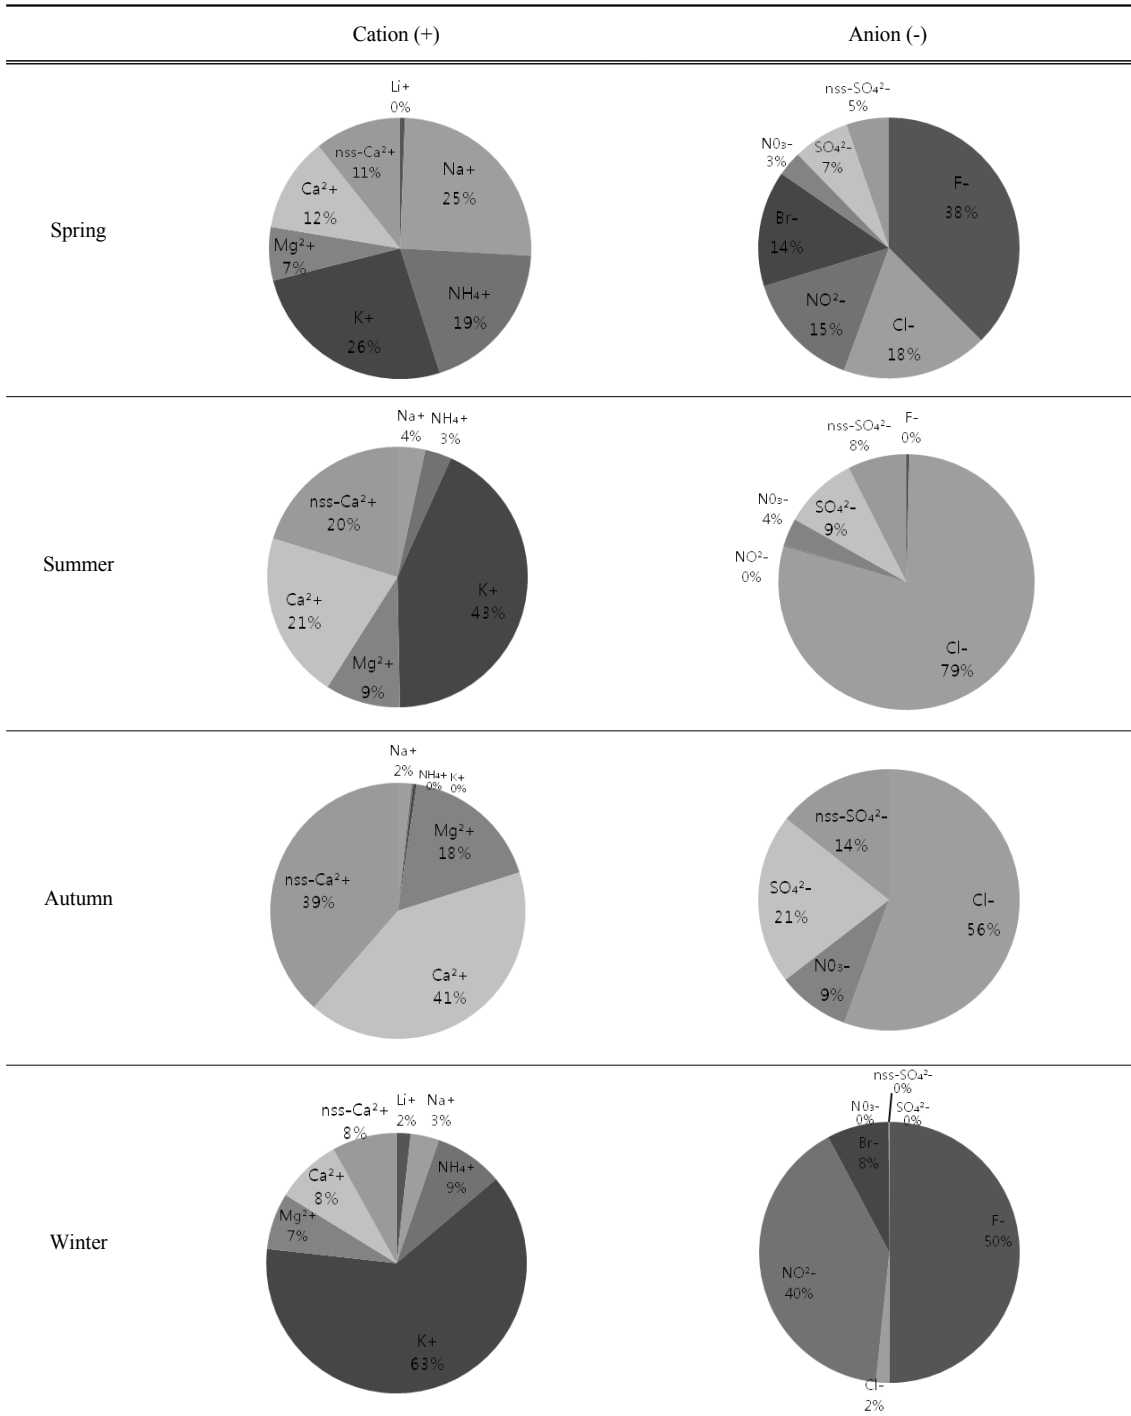 Cation (+)
Anion (-)
Spring
Li+
0%
Na+
25%
NH₄+
19%
K+
26%
Mg²+
7%
Ca²+
12%
nss-Ca²+
11%
F-
38%
Cl-
18%
NO²-
15%
Br-
14%
N0₃-
3%
SO₄²-
7%
nss-SO₄²-
5%
Summer
Na+
4%
NH₄+
3%
K+
43%
Mg²+
9%
Ca²+
21%
nss-Ca²+
20%
F-
0%
Cl-
79%
NO²-
0%
N0₃-
4%
SO₄²-
9%
nss-SO₄²-
8%
Autumn
Na+
2%
NH₄+
0%
K+
0%
Mg²+
18%
Ca²+
41%
nss-Ca²+
39%
Cl-
56%
N0₃-
9%
SO₄²-
21%
nss-SO₄²-
14%
Winter
Li+
2%
Na+
3%
NH₄+
9%
K+
63%
Mg²+
7%
Ca²+
8%
nss-Ca²+
8%
F-
50%
Cl-
2%
NO²-
40%
Br-
8%
N0₃-
0%
SO₄²-
0%
nss-SO₄²-
0%